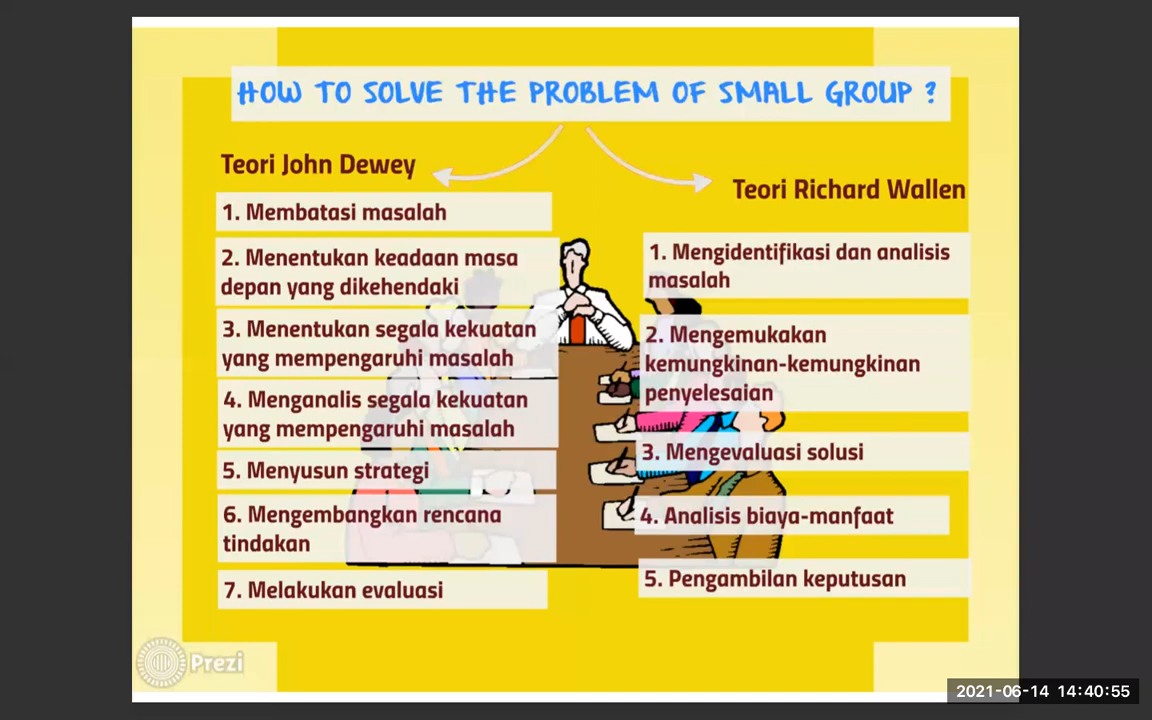 HOW TO SOLVE THE PROBLEM OF SMALL GROUP ?
Teori John Dewey
1. Membatasi masalah
2. Menentukan keadaan masa
depan yang dikehendaki
3. Menentukan segala kekuatan
yang mempengaruhi masalah
4. Menganalis segala kekuatan
yang mempengaruhi masalah
5. Menyusun strategi
6. Mengembangkan rencana
tindakan
7. Melakukan evaluasi
Teori Richard Wallen
1. Mengidentifikasi dan analisis
masalah
2. Mengemukakan
kemungkinan-kemungkinan
penyelesaian
3. Mengevaluasi solusi
4. Analisis biaya-manfaat
5. Pengambilan keputusan
Prezi
2021-06-14 14:40:55